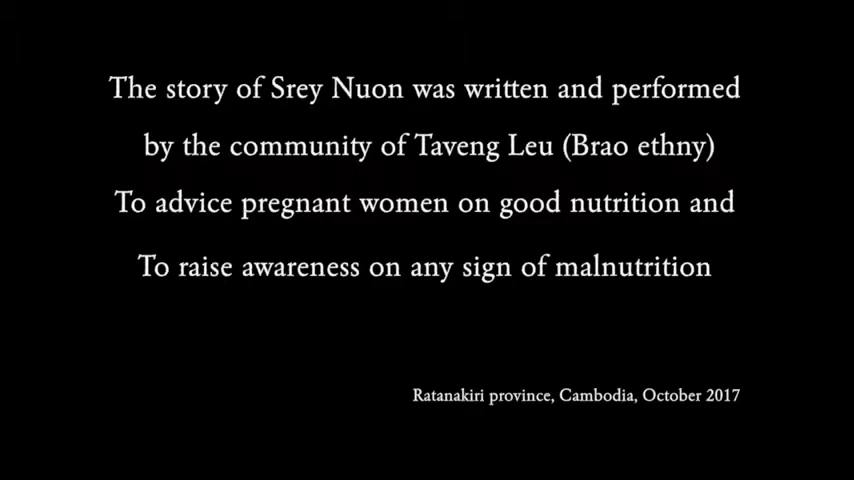 The story of Srey Nuon was written and performed
by the community of Taveng Leu (Brao ethny)
To advice pregnant women on good nutrition and
To raise awareness on any sign of malnutrition
Ratanakiri province, Cambodia, October 2017